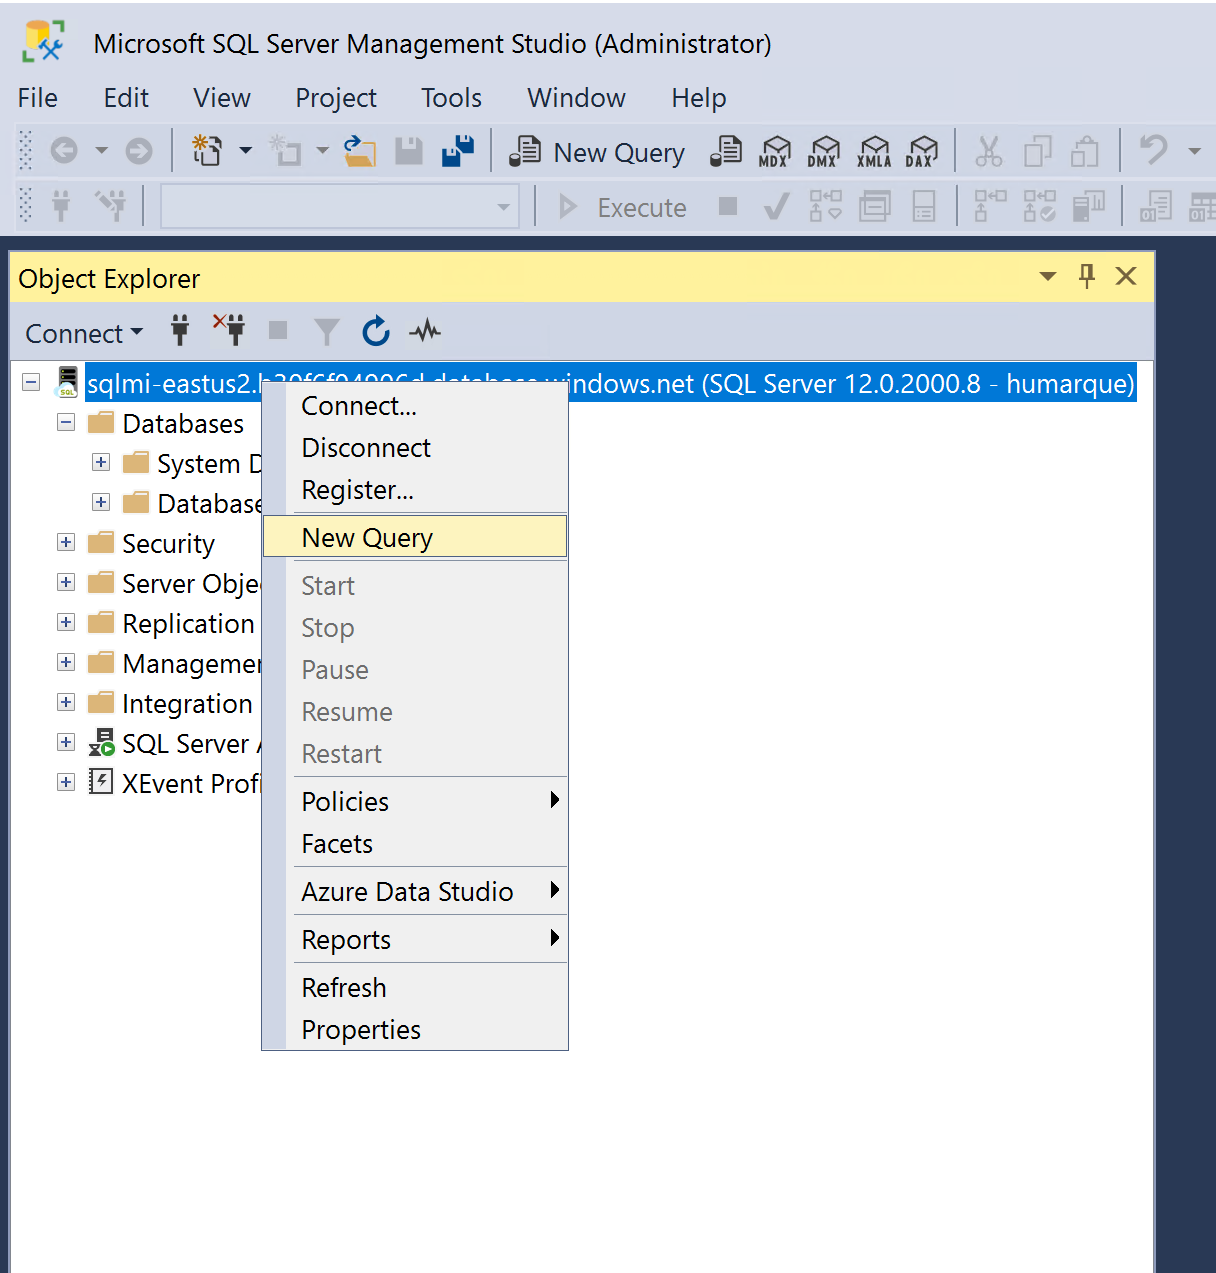 Microsoft SQL Server Management Studio (Administrator)
File Edit View Project Tools Window Help
New Query MDX DMX XMLA DAX
Execute
Object Explorer
Connect
sqlmi-eastus2. windows.net (SQL Server 12.0.2000.8 - humarque)
Databases
System D
Database
Security
Server Obje
Replication
Managemen
Integration
SQL Server A
XEvent Profi
Connect...
Disconnect
Register...
New Query
Start
Stop
Pause
Resume
Restart
Policies
Facets
Azure Data Studio
Reports
Refresh
Properties